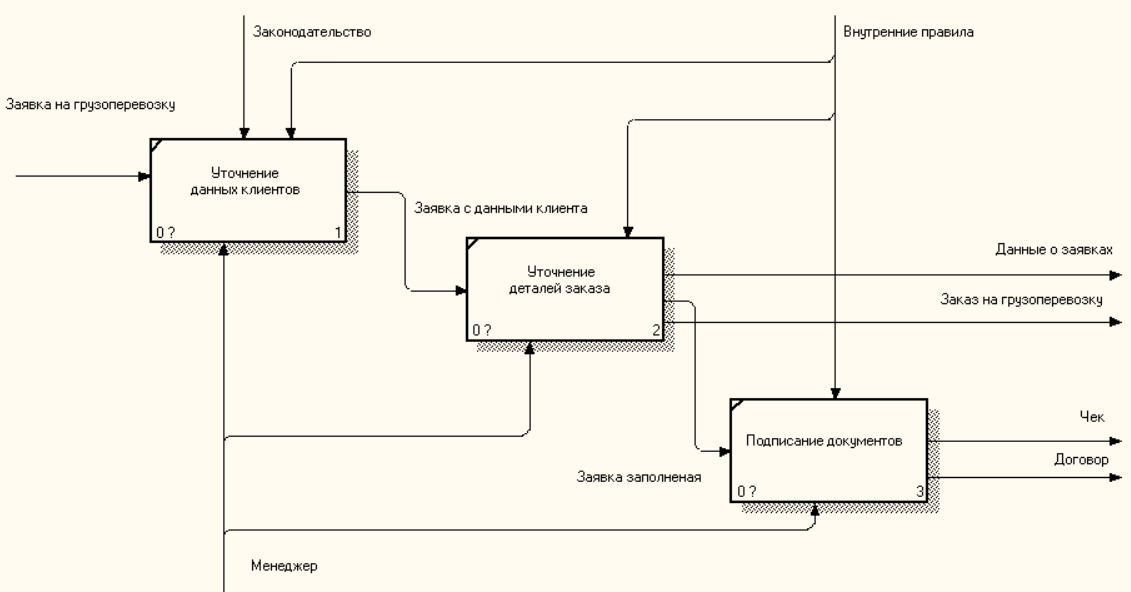 Законодательство
Внутренние правила
Заявка на грузоперевозку
Уточнение
данных клиентов
0 ?
1
Заявка с данными клиента
Уточнение
деталей заказа
0 ?
2
Данные о заявках
Заказ на грузоперевозку
Чек
Подписание документов
Договор
Заявка заполненая
0 ?
3
Менеджер